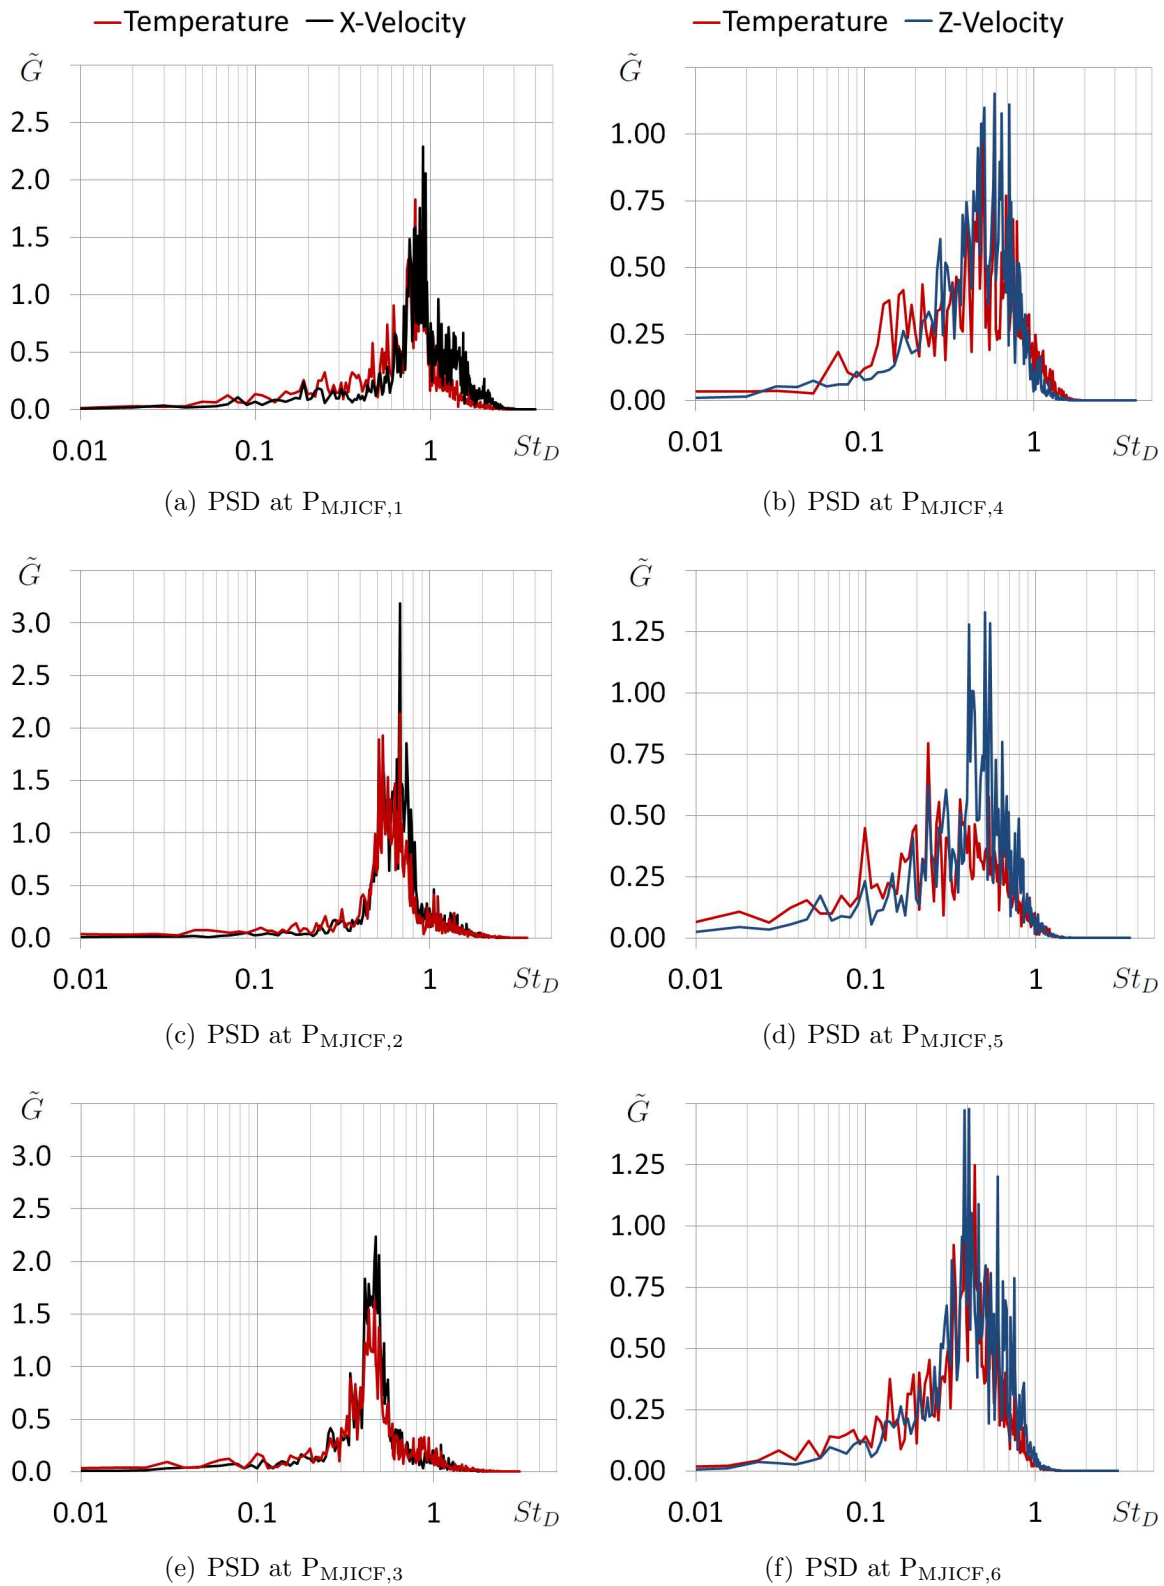 Temperature X-Velocity
Temperature Z-Velocity
G̃
2.5
2.0
1.5
1.0
0.5
0.0
0.01 0.1 1 St_D
(a) PSD at P_MJICF,1
G̃
1.00
0.75
0.50
0.25
0.00
0.01 0.1 1 St_D
(b) PSD at P_MJICF,4
G̃
3.0
2.5
2.0
1.5
1.0
0.5
0.0
0.01 0.1 1 St_D
(c) PSD at P_MJICF,2
G̃
1.25
1.00
0.75
0.50
0.25
0.00
0.01 0.1 1 St_D
(d) PSD at P_MJICF,5
G̃
3.0
2.5
2.0
1.5
1.0
0.5
0.0
0.01 0.1 1 St_D
(e) PSD at P_MJICF,3
G̃
1.25
1.00
0.75
0.50
0.25
0.00
0.01 0.1 1 St_D
(f) PSD at P_MJICF,6